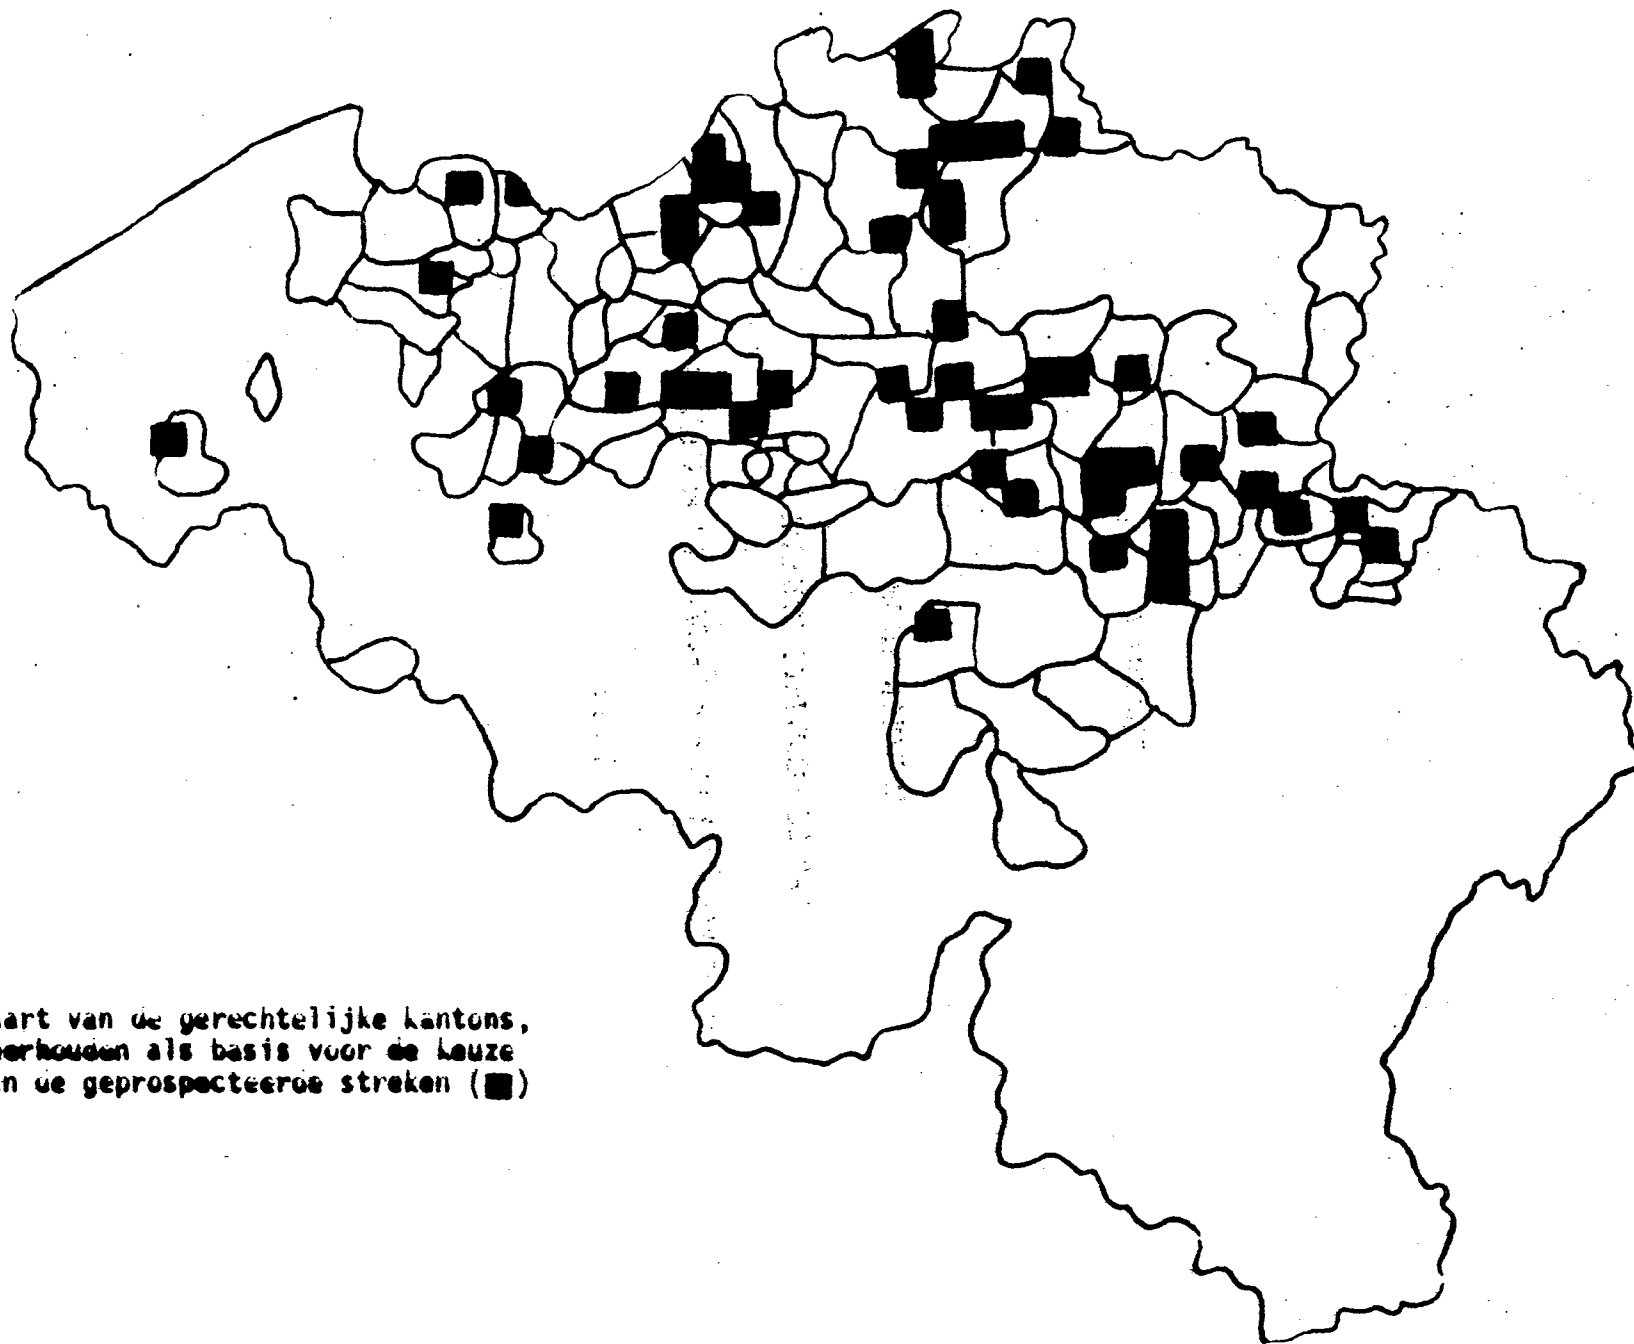 art van de gerechtelijke kantons,
erhouden als basis voor de keuze
n de geprospecteerde streken (■)